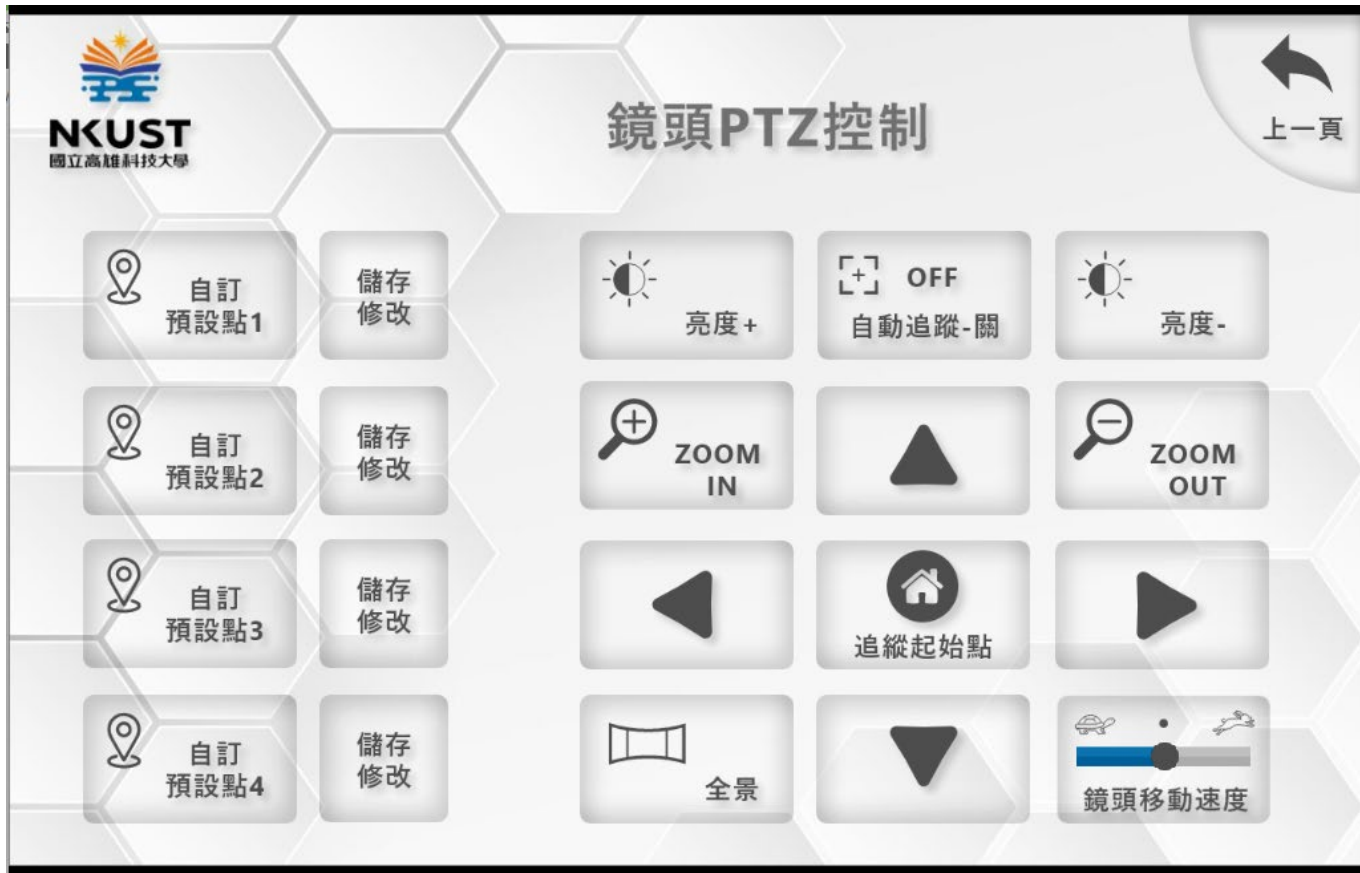 NKUST
國立高雄科技大學
鏡頭PTZ控制
上一頁
自訂
預設點1
儲存
修改
亮度+
OFF
自動追蹤-關
亮度-
自訂
預設點2
儲存
修改
ZOOM
IN
ZOOM
OUT
自訂
預設點3
儲存
修改
追縱起始點
自訂
預設點4
儲存
修改
全景
鏡頭移動速度